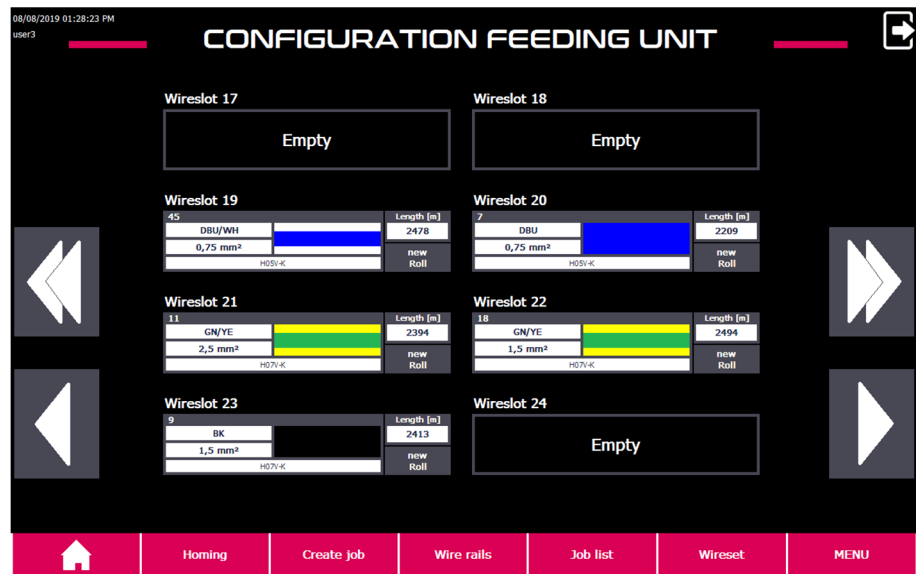 08/08/2019 01:28:23 PM
user3
CONFIGURATION FEEDING UNIT
Wireslot 17
Empty
Wireslot 18
Empty
Wireslot 19
45
DBU/WH
0,75 mm²
H05V-K
Length [m]
2478
new
Roll
Wireslot 20
7
DBU
0,75 mm²
H05V-K
Length [m]
2209
new
Roll
Wireslot 21
11
GN/YE
2,5 mm²
H07V-K
Length [m]
2394
new
Roll
Wireslot 22
18
GN/YE
1,5 mm²
H07V-K
Length [m]
2494
new
Roll
Wireslot 23
9
BK
1,5 mm²
H07V-K
Length [m]
2413
new
Roll
Wireslot 24
Empty
Homing
Create job
Wire rails
Job list
Wireset
MENU